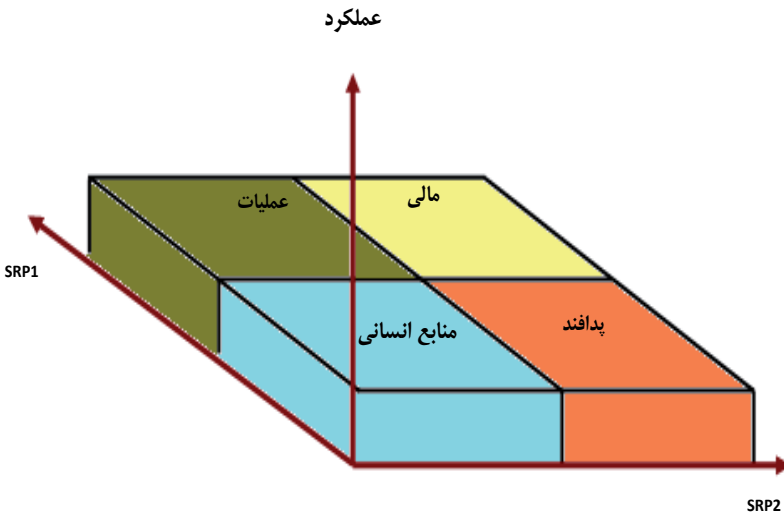 عملکرد
مالی
عملیات
SRP1
پدافند
منابع انسانی
SRP2